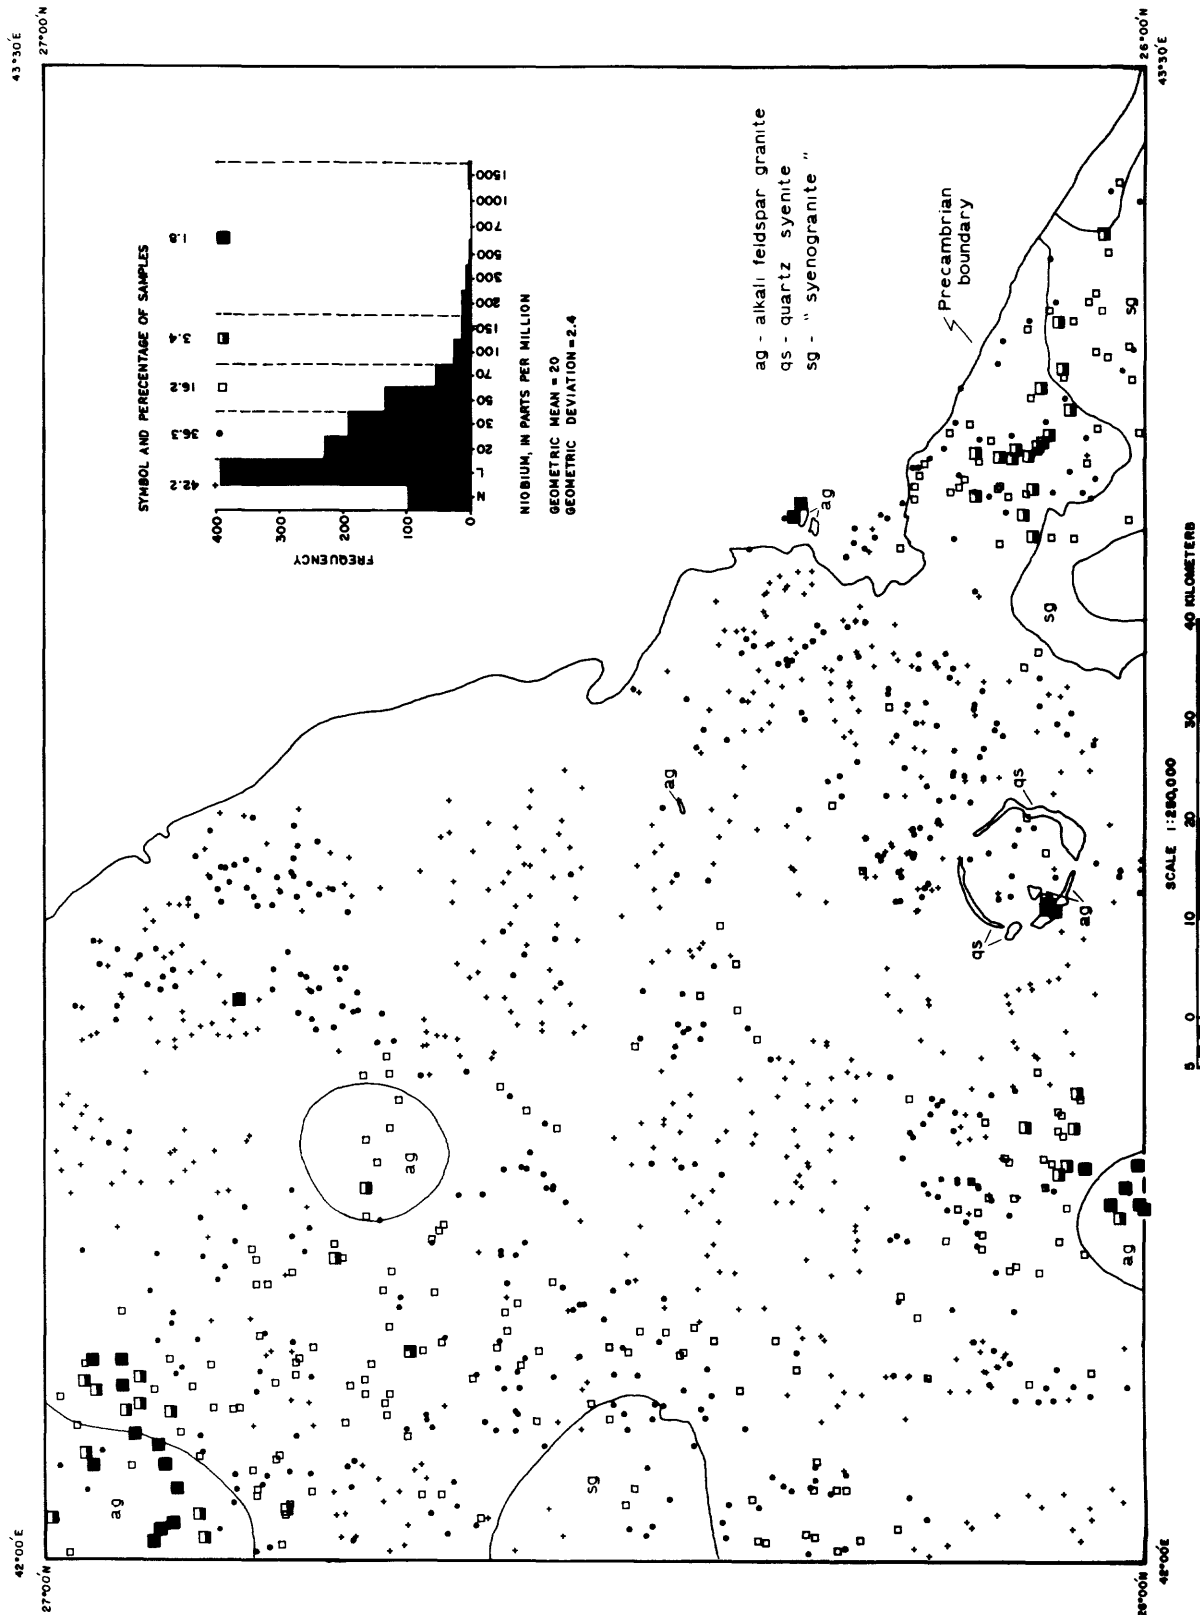 43°30'E
27°00'N
SYMBOL AND PERECENTAGE OF SAMPLES
42.2
36.3
16.2
3.4
1.8
FREQUENCY
400
300
200
100
0
N
L
20
30
50
70
100
150
200
300
500
700
1000
1500
NIOBIUM, IN PARTS PER MILLION
GEOMETRIC MEAN = 20
GEOMETRIC DEVIATION = 2.4
ag - alkali feldspar granite
qs - quartz syenite
sg - "syenogranite"
Precambrian
boundary
ag
ag
ag
ag
sg
sg
sg
qs
qs
ag
ag
42°00'E
27°00'N
26°00'N
42°00'E
26°00'N
43°30'E
SCALE 1:250,000
5
0
10
20
30
40 KILOMETERS